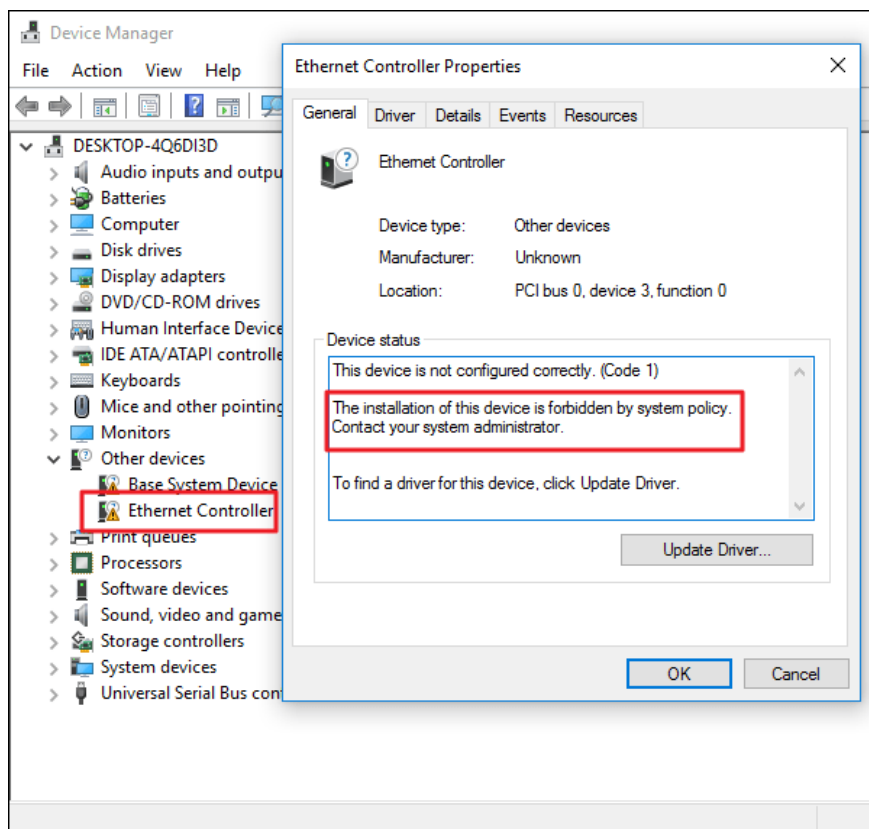 Device Manager
File Action View Help
DESKTOP-4Q6DI3D
Audio inputs and outpu
Batteries
Computer
Disk drives
Display adapters
DVD/CD-ROM drives
Human Interface Device
IDE ATA/ATAPI controlle
Keyboards
Mice and other pointing
Monitors
Other devices
Base System Device
Ethernet Controller
Print queues
Processors
Software devices
Sound, video and game
Storage controllers
System devices
Universal Serial Bus con
Ethernet Controller Properties
General Driver Details Events Resources
Ethernet Controller
Device type: Other devices
Manufacturer: Unknown
Location: PCI bus 0, device 3, function 0
Device status
This device is not configured correctly. (Code 1)
The installation of this device is forbidden by system policy.
Contact your system administrator.
To find a driver for this device, click Update Driver.
Update Driver...
OK Cancel